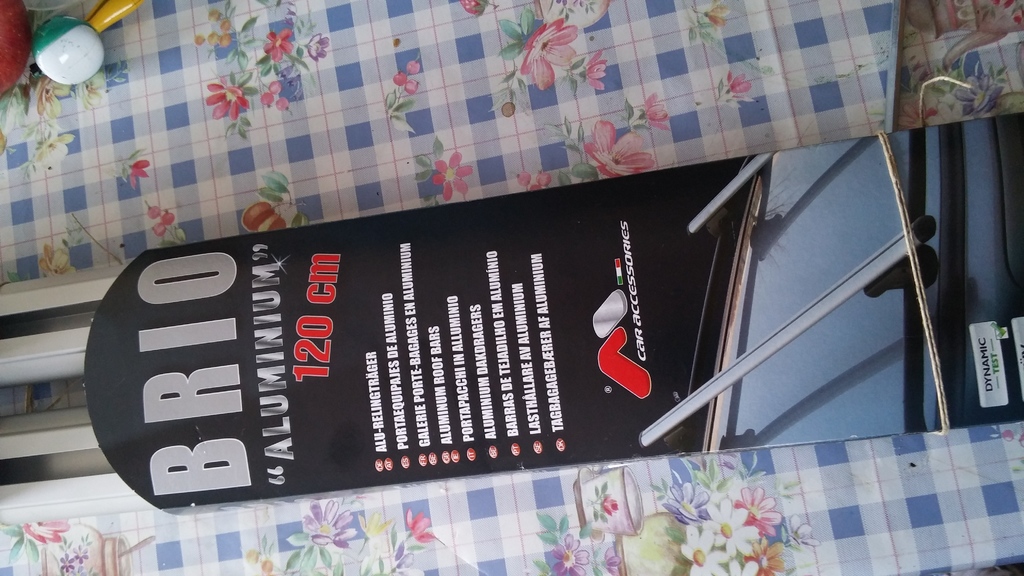 BRIO
“ALUMINIUM”
120 cm
ALU-RELINGTRÄGER
PORTAEQUIPAJES DE ALUMINIO
GALERIE PORTE-BAGAGES EN ALUMINIUM
ALUMINIUM ROOF BARS
PORTAPACCHI IN ALLUMINIO
ALUMINIUM DAKDRAGERS
BARRAS DE TEJADILHO EM ALUMÍNIO
LASTHÅLLARE AV ALUMINIUM
TAGBAGAGEBÆRER AF ALUMINIUM
®
car accessories
DYNAMIC
TEST